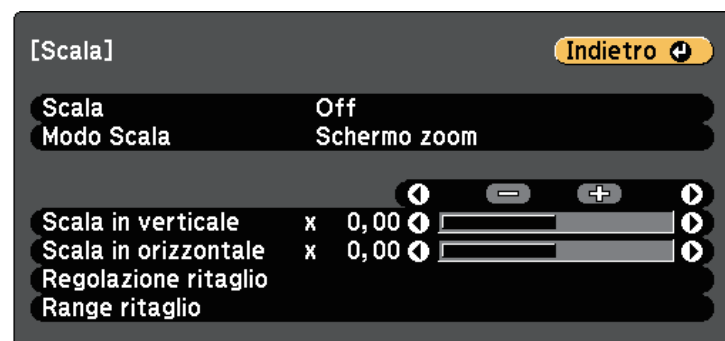 [Scala] Indietro
Scala Off
Modo Scala Schermo zoom
− +
Scala in verticale x 0,00
Scala in orizzontale x 0,00
Regolazione ritaglio
Range ritaglio